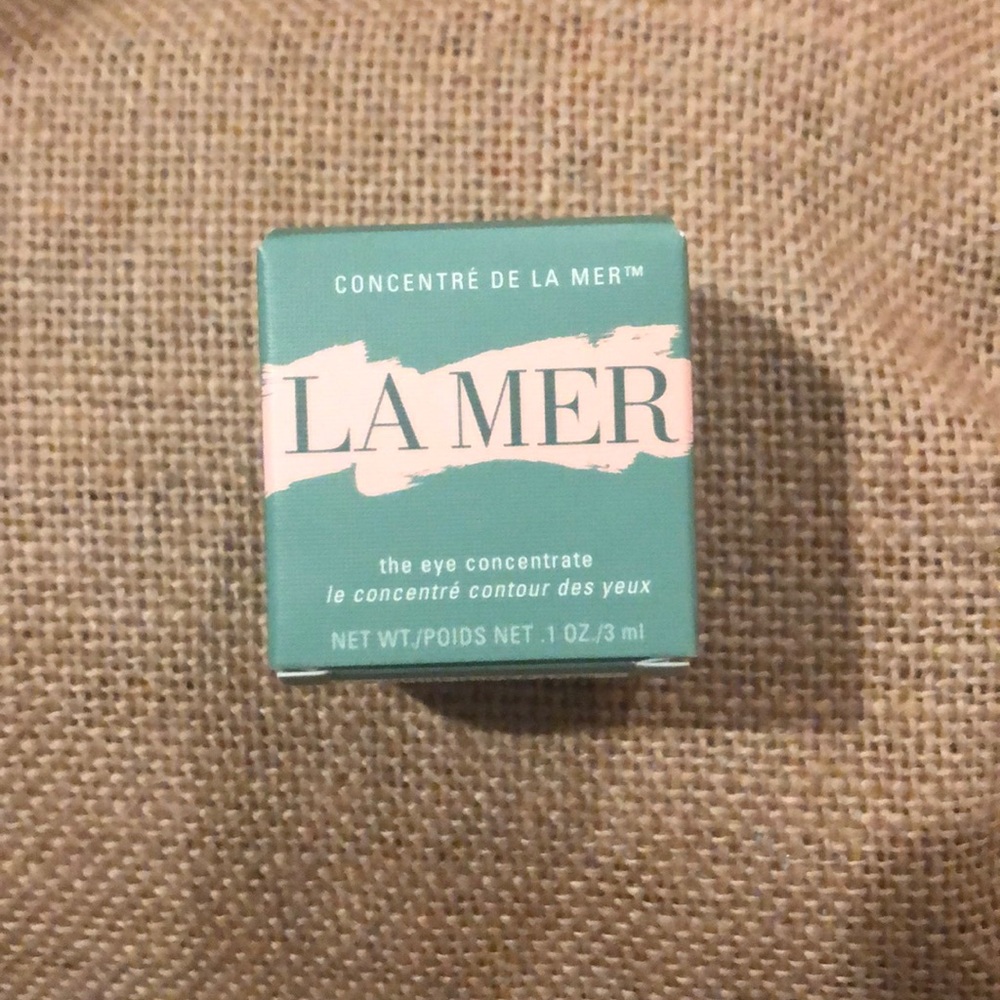 CONCENTRÉ DE LA MER™
LA MER
the eye concentrate
le concentré contour des yeux
NET WT./POIDS NET .1 OZ./3 ml